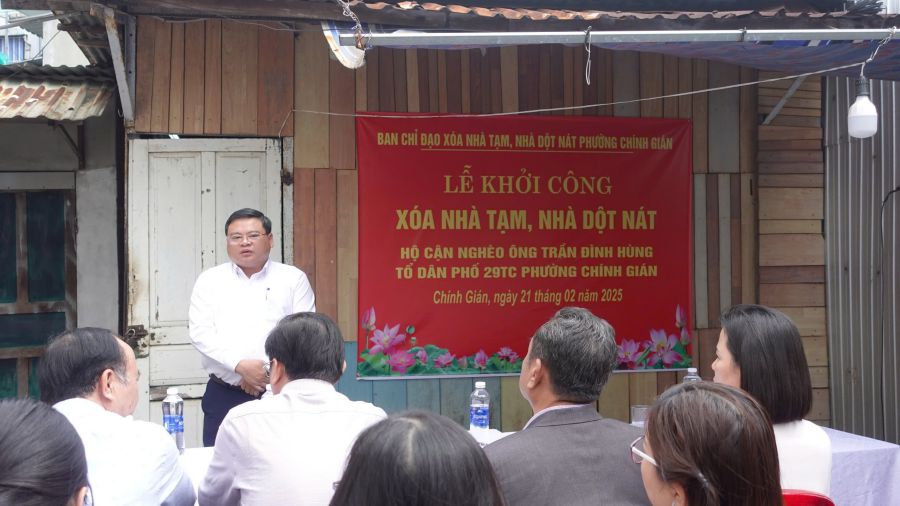 BAN CHỈ ĐẠO XÓA NHÀ TẠM, NHÀ DỘT NÁT PHƯỜNG CHÍNH GIÁN
LỄ KHỞI CÔNG
XÓA NHÀ TẠM, NHÀ DỘT NÁT
HỘ CẬN NGHÈO ÔNG TRẦN ĐÌNH HÙNG
TỔ DÂN PHỐ 29TC PHƯỜNG CHÍNH GIÁN
Chính Gián, ngày 21 tháng 02 năm 2025